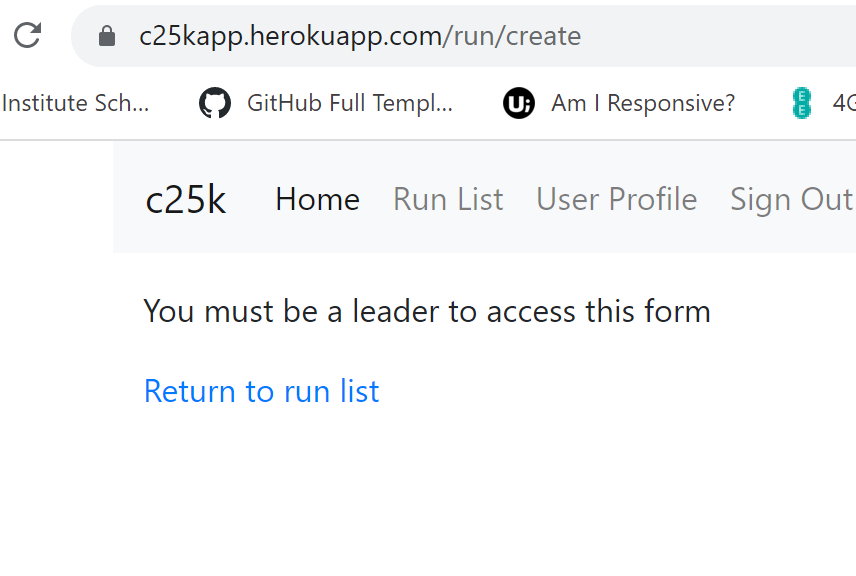 c25kapp.herokuapp.com/run/create
Institute Sch... GitHub Full Templ... U; Am I Responsive? EE 4G
c25k Home Run List User Profile Sign Out
You must be a leader to access this form
Return to run list